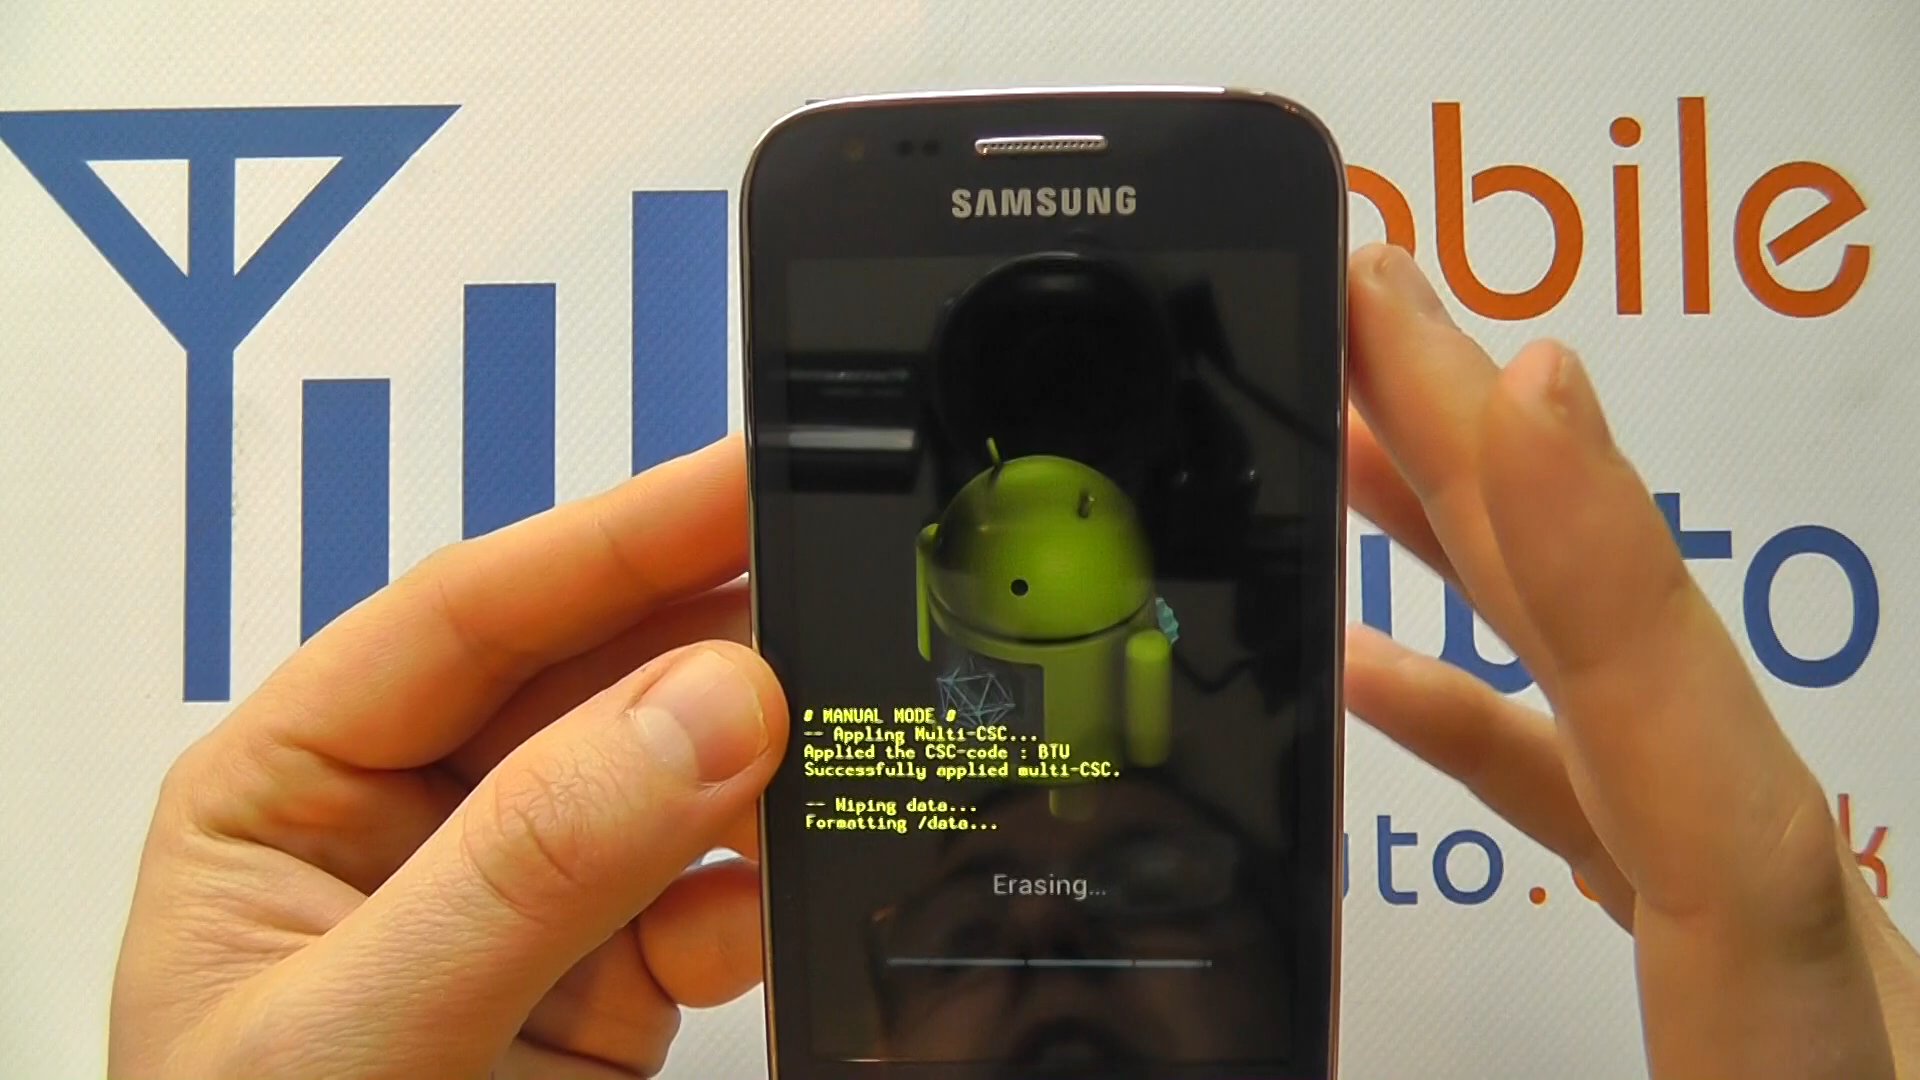 SAMSUNG
obile
# MANUAL MODE #
-- Appling Multi-CSC...
Applied the CSC-code : BTU
Successfully applied multi-CSC.
-- Wiping data...
Formatting /data...
Erasing...